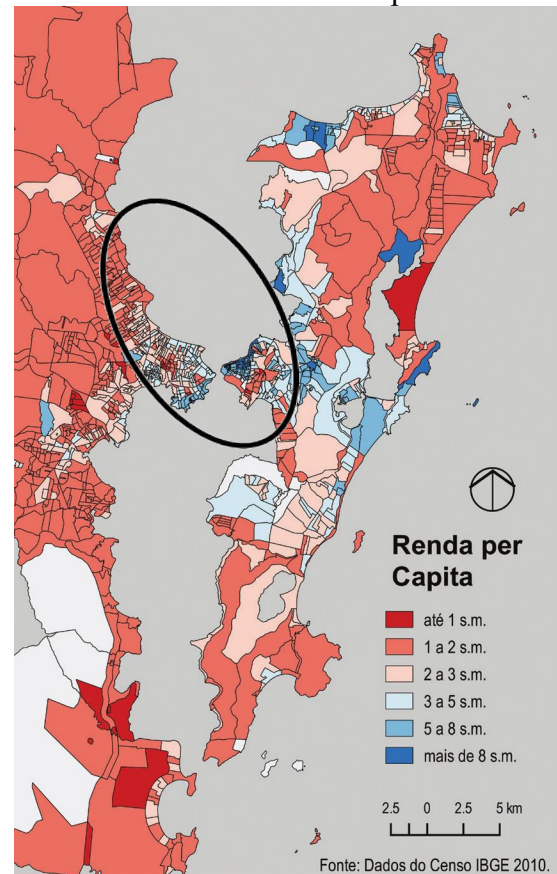 Renda per
Capita
até 1 s.m.
1 a 2 s.m.
2 a 3 s.m.
3 a 5 s.m.
5 a 8 s.m.
mais de 8 s.m.
2.5 0 2.5 5 km
Fonte: Dados do Censo IBGE 2010.